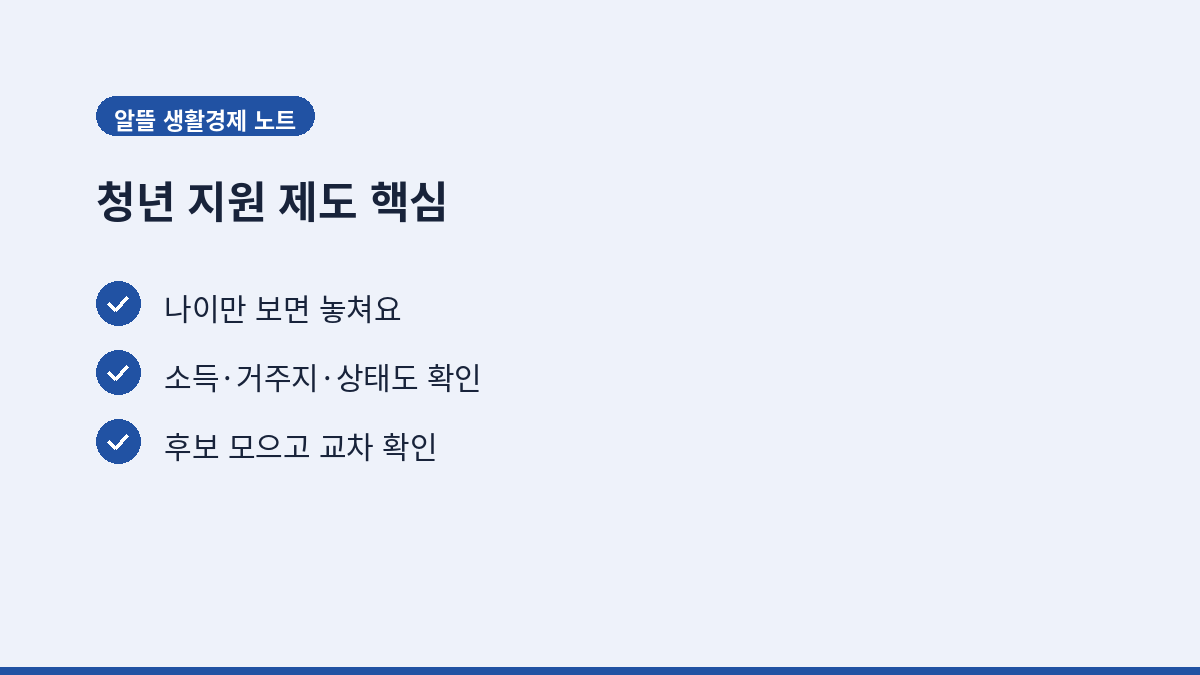 알뜰 생활경제 노트
청년 지원 제도 핵심
나이만 보면 놓쳐요
소득·거주지·상태도 확인
후보 모으고 교차 확인